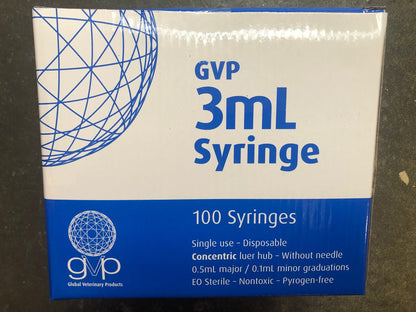 GVP
3mL
Syringe
100 Syringes
Single use – Disposable
Concentric luer hub – Without needle
0.5mL major / 0.1mL minor graduations
EO Sterile – Nontoxic – Pyrogen-free
gvp
Global Veterinary Products